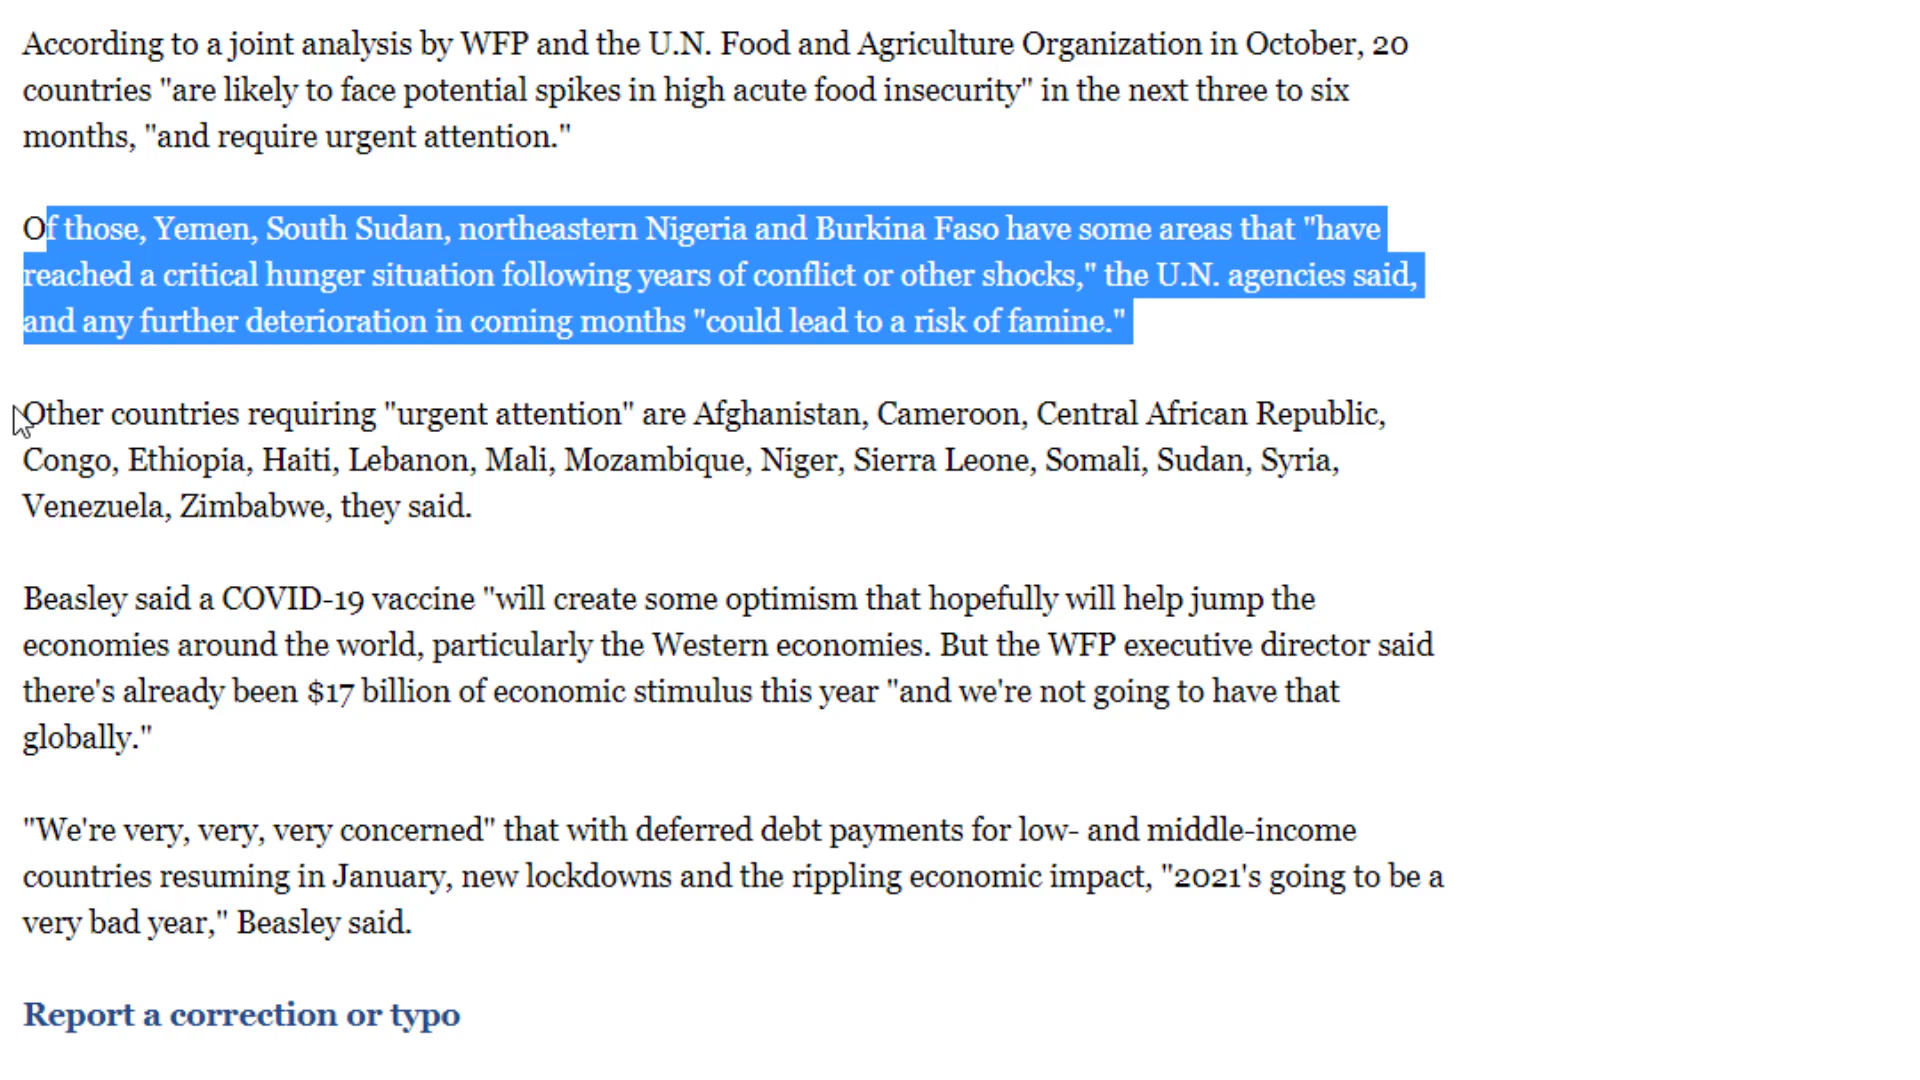 According to a joint analysis by WFP and the U.N. Food and Agriculture Organization in October, 20
countries "are likely to face potential spikes in high acute food insecurity" in the next three to six
months, "and require urgent attention."
Of those, Yemen, South Sudan, northeastern Nigeria and Burkina Faso have some areas that "have
reached a critical hunger situation following years of conflict or other shocks," the U.N. agencies said,
and any further deterioration in coming months "could lead to a risk of famine."
Other countries requiring "urgent attention" are Afghanistan, Cameroon, Central African Republic,
Congo, Ethiopia, Haiti, Lebanon, Mali, Mozambique, Niger, Sierra Leone, Somali, Sudan, Syria,
Venezuela, Zimbabwe, they said.
Beasley said a COVID-19 vaccine "will create some optimism that hopefully will help jump the
economies around the world, particularly the Western economies. But the WFP executive director said
there's already been $17 billion of economic stimulus this year "and we're not going to have that
globally."
"We're very, very, very concerned" that with deferred debt payments for low- and middle-income
countries resuming in January, new lockdowns and the rippling economic impact, "2021's going to be a
very bad year," Beasley said.
Report a correction or typo